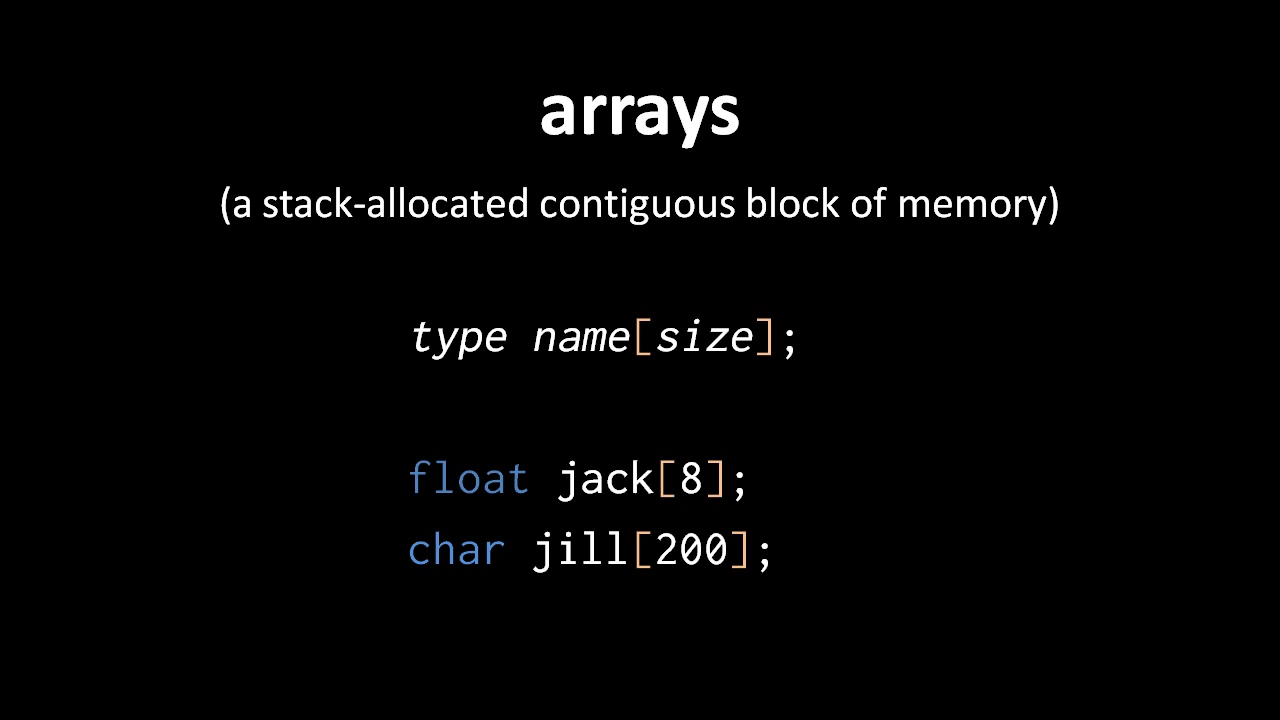 arrays
(a stack-allocated contiguous block of memory)
type name[size];
float jack[8];
char jill[200];